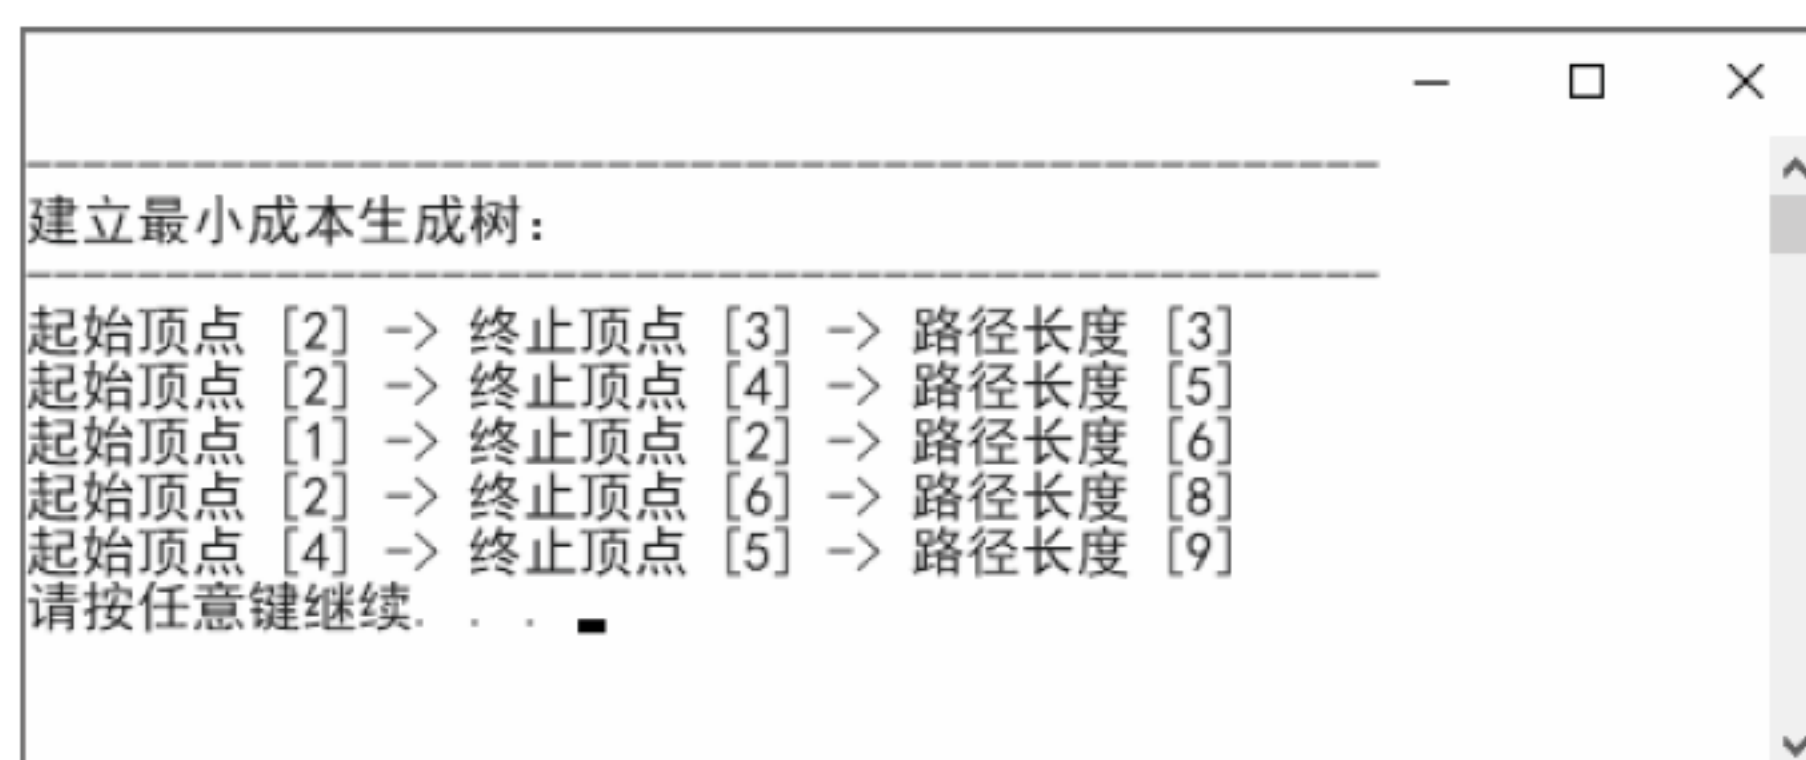 --------------------------------------------------
建立最小成本生成树：
--------------------------------------------------
起始顶点 [2] -> 终止顶点 [3] -> 路径长度 [3]
起始顶点 [2] -> 终止顶点 [4] -> 路径长度 [5]
起始顶点 [1] -> 终止顶点 [2] -> 路径长度 [6]
起始顶点 [2] -> 终止顶点 [6] -> 路径长度 [8]
起始顶点 [4] -> 终止顶点 [5] -> 路径长度 [9]
请按任意键继续. . .